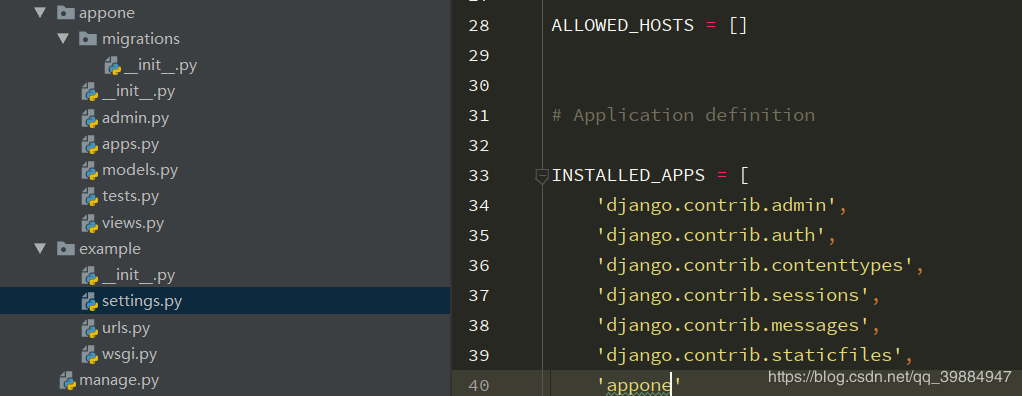 appone
migrations
__init__.py
__init__.py
admin.py
apps.py
models.py
tests.py
views.py
example
__init__.py
settings.py
urls.py
wsgi.py
manage.py
28 ALLOWED_HOSTS = []
29
30
31 # Application definition
32
33 INSTALLED_APPS = [
34 'django.contrib.admin',
35 'django.contrib.auth',
36 'django.contrib.contenttypes',
37 'django.contrib.sessions',
38 'django.contrib.messages',
39 'django.contrib.staticfiles',
40 'appone'
https://blog.csdn.net/qq_39884947